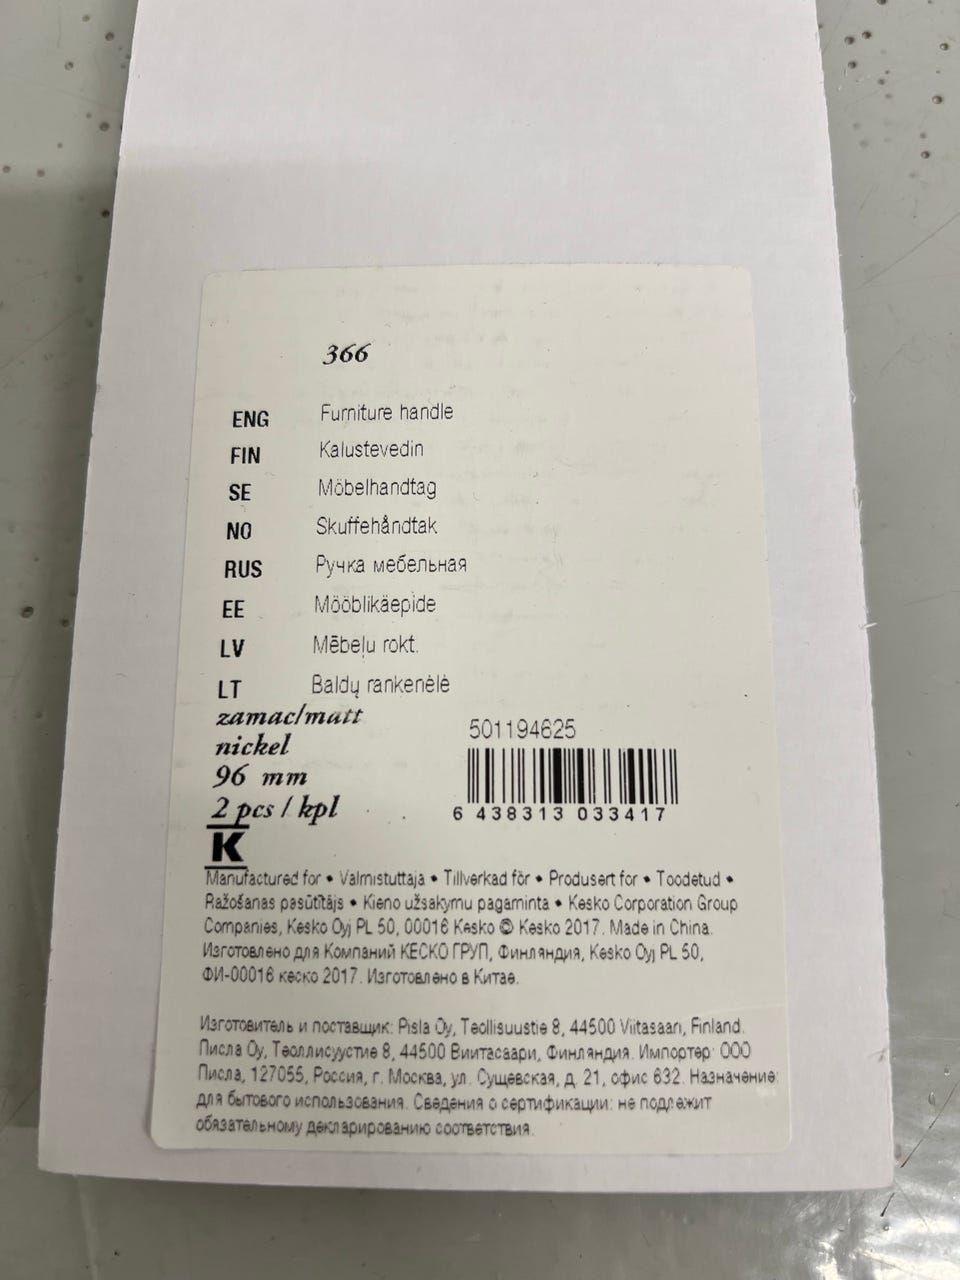 366
ENG Furniture handle
FIN Kalustevedin
SE Möbelhandtag
NO Skuffehåndtak
RUS Ручка мебельная
EE Mööblikäepide
LV Mēbeļu rokt.
LT Baldų rankenėlė
zamac/matt
nickel
96 mm
2 pcs / kpl
501194625
6 438313 033417
K
Manufactured for • Valmistuttaja • Tillverkad för • Produsert for • Toodetud •
Ražošanas pasūtītājs • Kieno užsakymu pagaminta • Kesko Corporation Group
Companies, Kesko Oyj PL 50, 00016 Kesko © Kesko 2017. Made in China.
Изготовлено для Компаний КЕСКО ГРУП, Финляндия, Kesko Oyj PL 50,
ФИ-00016 кеско 2017. Изготовлено в Китае.
Изготовитель и поставщик: Pisla Oy, Teollisuustie 8, 44500 Viitasaari, Finland.
Писла Оу, Теоллисуустие 8, 44500 Виитасаари, Финляндия. Импортер: ООО
Писла, 127055, Россия, г. Москва, ул. Сущевская, д. 21, офис 632. Назначение:
для бытового использования. Сведения о сертификации: не подлежит
обязательному декларированию соответствия.